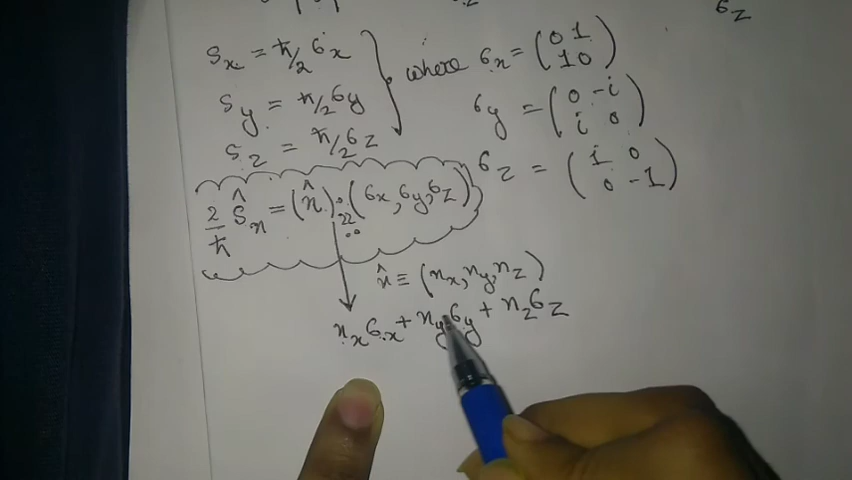 σz
Sx = ħ/2 σx
Sy = ħ/2 σy
Sz = ħ/2 σz
where σx = (0 1
1 0)
σy = (0 -i
i 0)
σz = (1 0
0 -1)
2/ħ Ŝn = (n̂)·(σx, σy, σz)
n̂ ≡ (nx, ny, nz)
nxσx + nyσy + nzσz